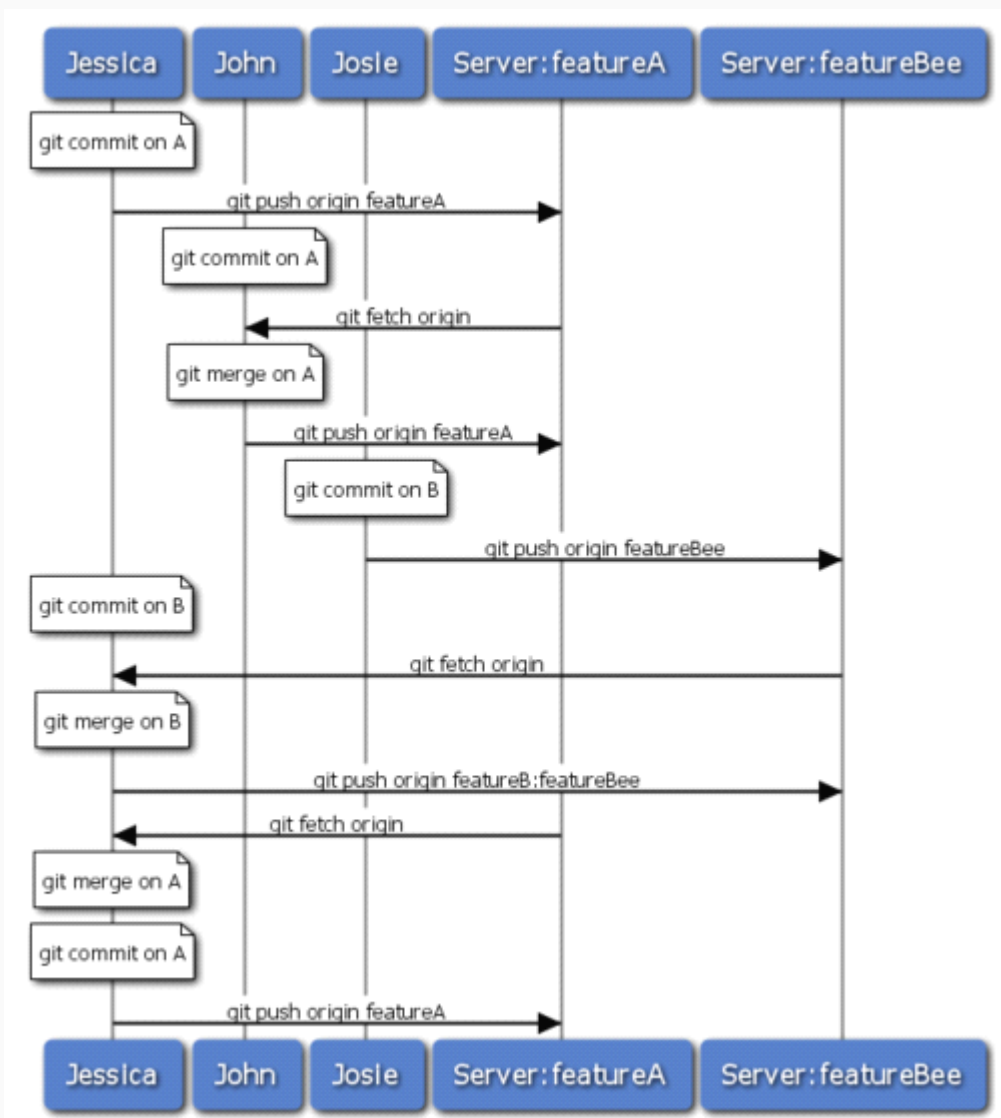 Jessica John Josie Server:featureA Server:featureBee
git commit on A
git push origin featureA
git commit on A
git fetch origin
git merge on A
git push origin featureA
git commit on B
git push origin featureBee
git commit on B
git fetch origin
git merge on B
git push origin featureB:featureBee
git fetch origin
git merge on A
git commit on A
git push origin featureA
Jessica John Josie Server:featureA Server:featureBee